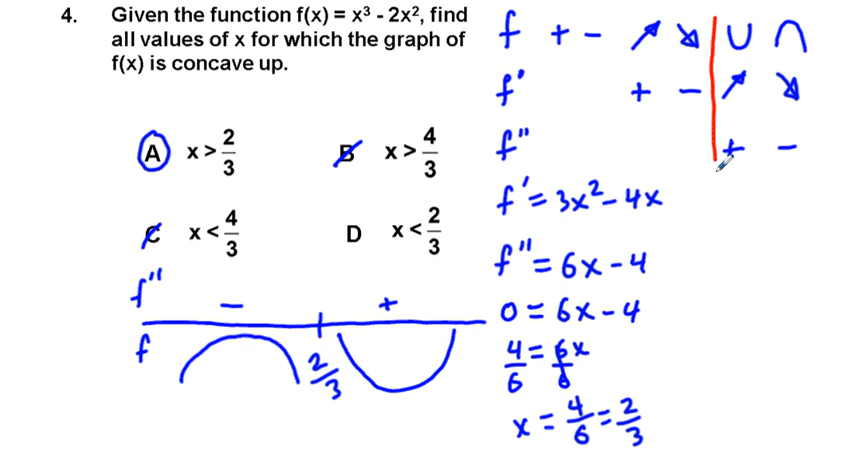 4. Given the function f(x) = x³ - 2x², find
all values of x for which the graph of
f(x) is concave up.
A x > 2/3
B x > 4/3
C x < 4/3
D x < 2/3
f'' − +
f 2/3
f + − ↗ ↘ ∪ ∩
f' + − ↗ ↘
f'' + −
f' = 3x² − 4x
f'' = 6x − 4
0 = 6x − 4
4/6 = 6x/6
x = 4/6 = 2/3